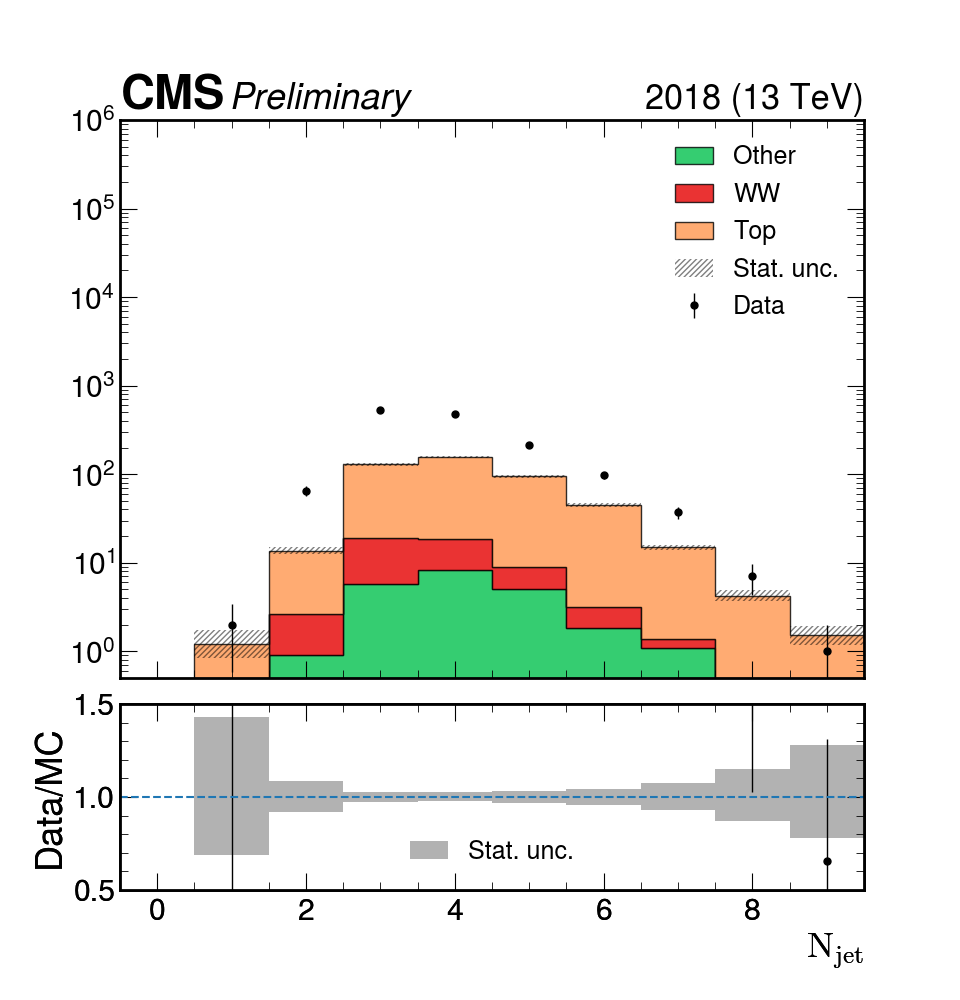 CMS Preliminary 2018 (13 TeV)
10^6
10^5
10^4
10^3
10^2
10^1
10^0
Other
WW
Top
Stat. unc.
Data
Data/MC
1.5
1.0
0.5
Stat. unc.
0 2 4 6 8
N_jet